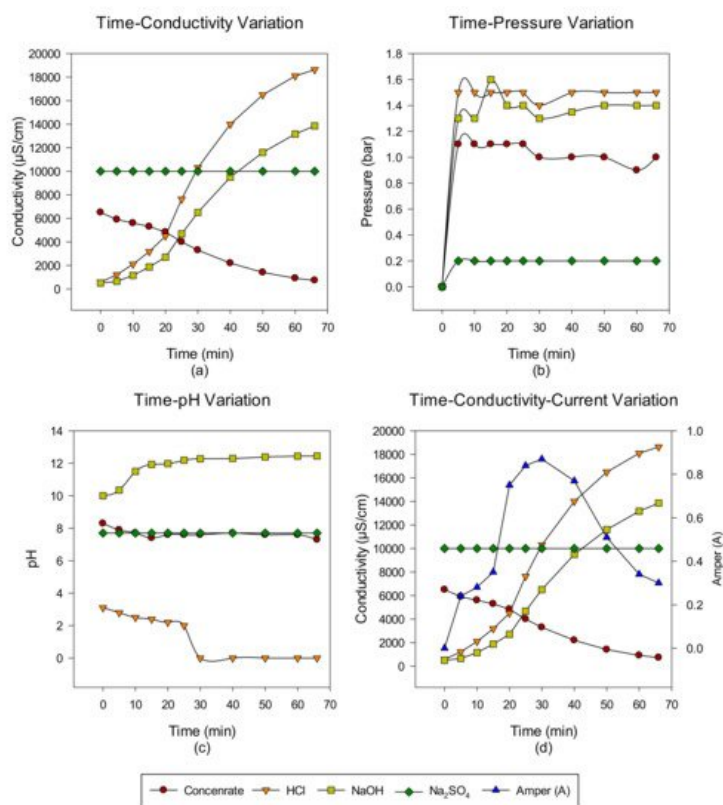 Time-Conductivity Variation
20000
18000
16000
14000
12000
10000
8000
6000
4000
2000
0
Conductivity (µS/cm)
0 10 20 30 40 50 60 70
Time (min)
(a)
Time-Pressure Variation
1.8
1.6
1.4
1.2
1.0
0.8
0.6
0.4
0.2
0.0
Pressure (bar)
0 10 20 30 40 50 60 70
Time (min)
(b)
Time-pH Variation
14
12
10
8
6
4
2
0
pH
0 10 20 30 40 50 60 70
Time (min)
(c)
Time-Conductivity-Current Variation
20000
18000
16000
14000
12000
10000
8000
6000
4000
2000
0
Conductivity (µS/cm)
1.0
0.8
0.6
0.4
0.2
0.0
Amper (A)
0 10 20 30 40 50 60 70
Time (min)
(d)
Concenrate HCl NaOH Na₂SO₄ Amper (A)